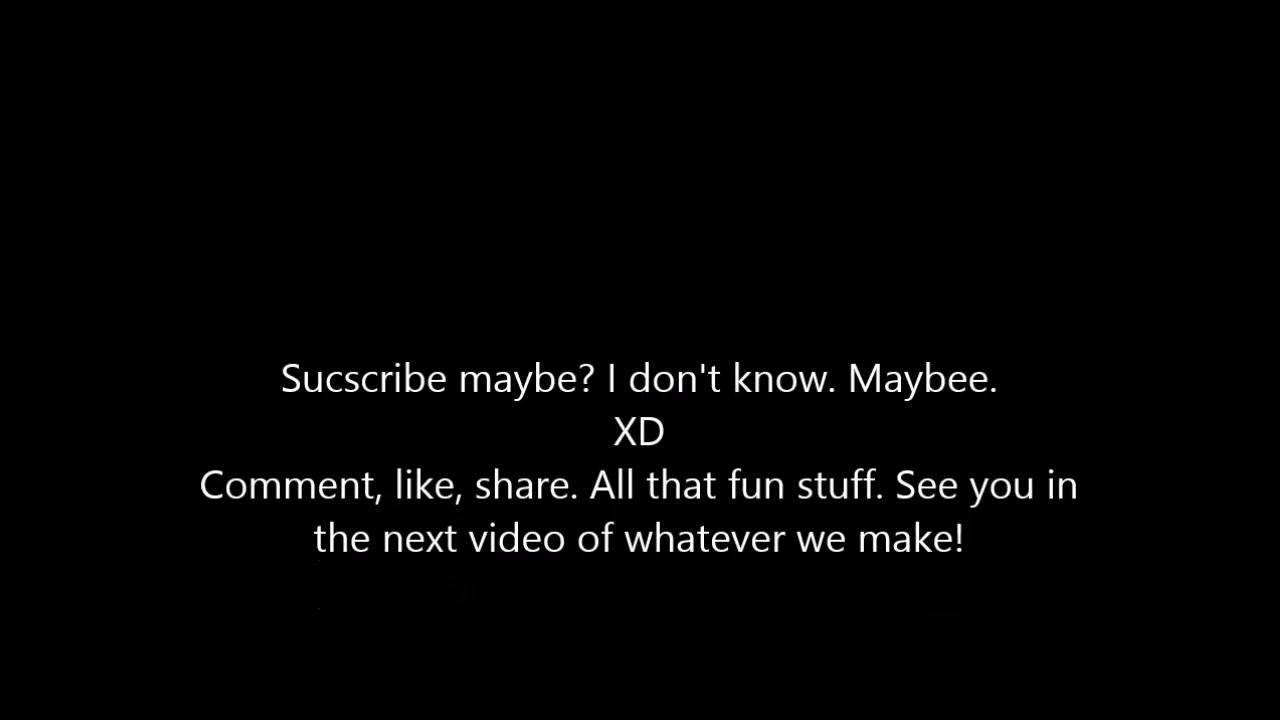 Sucscribe maybe? I don't know. Maybee.
XD
Comment, like, share. All that fun stuff. See you in
the next video of whatever we make!